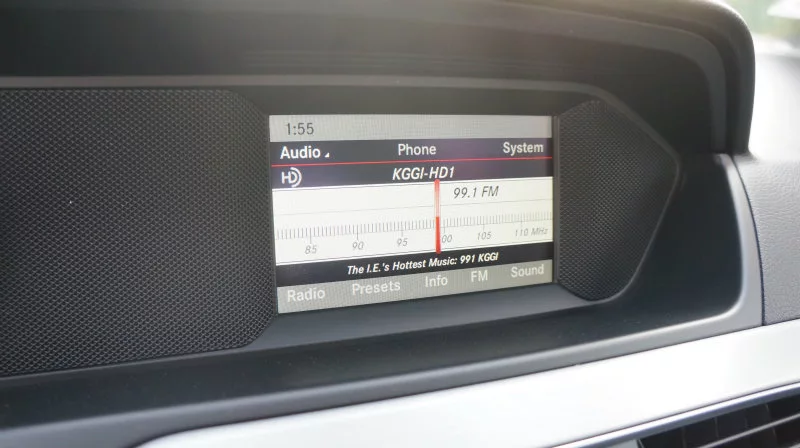 1:55
Audio Phone System
HD KGGI-HD1
99.1 FM
85 90 95 00 105 110 MHz
The I.E.'s Hottest Music: 991 KGGI
Radio Presets Info FM Sound